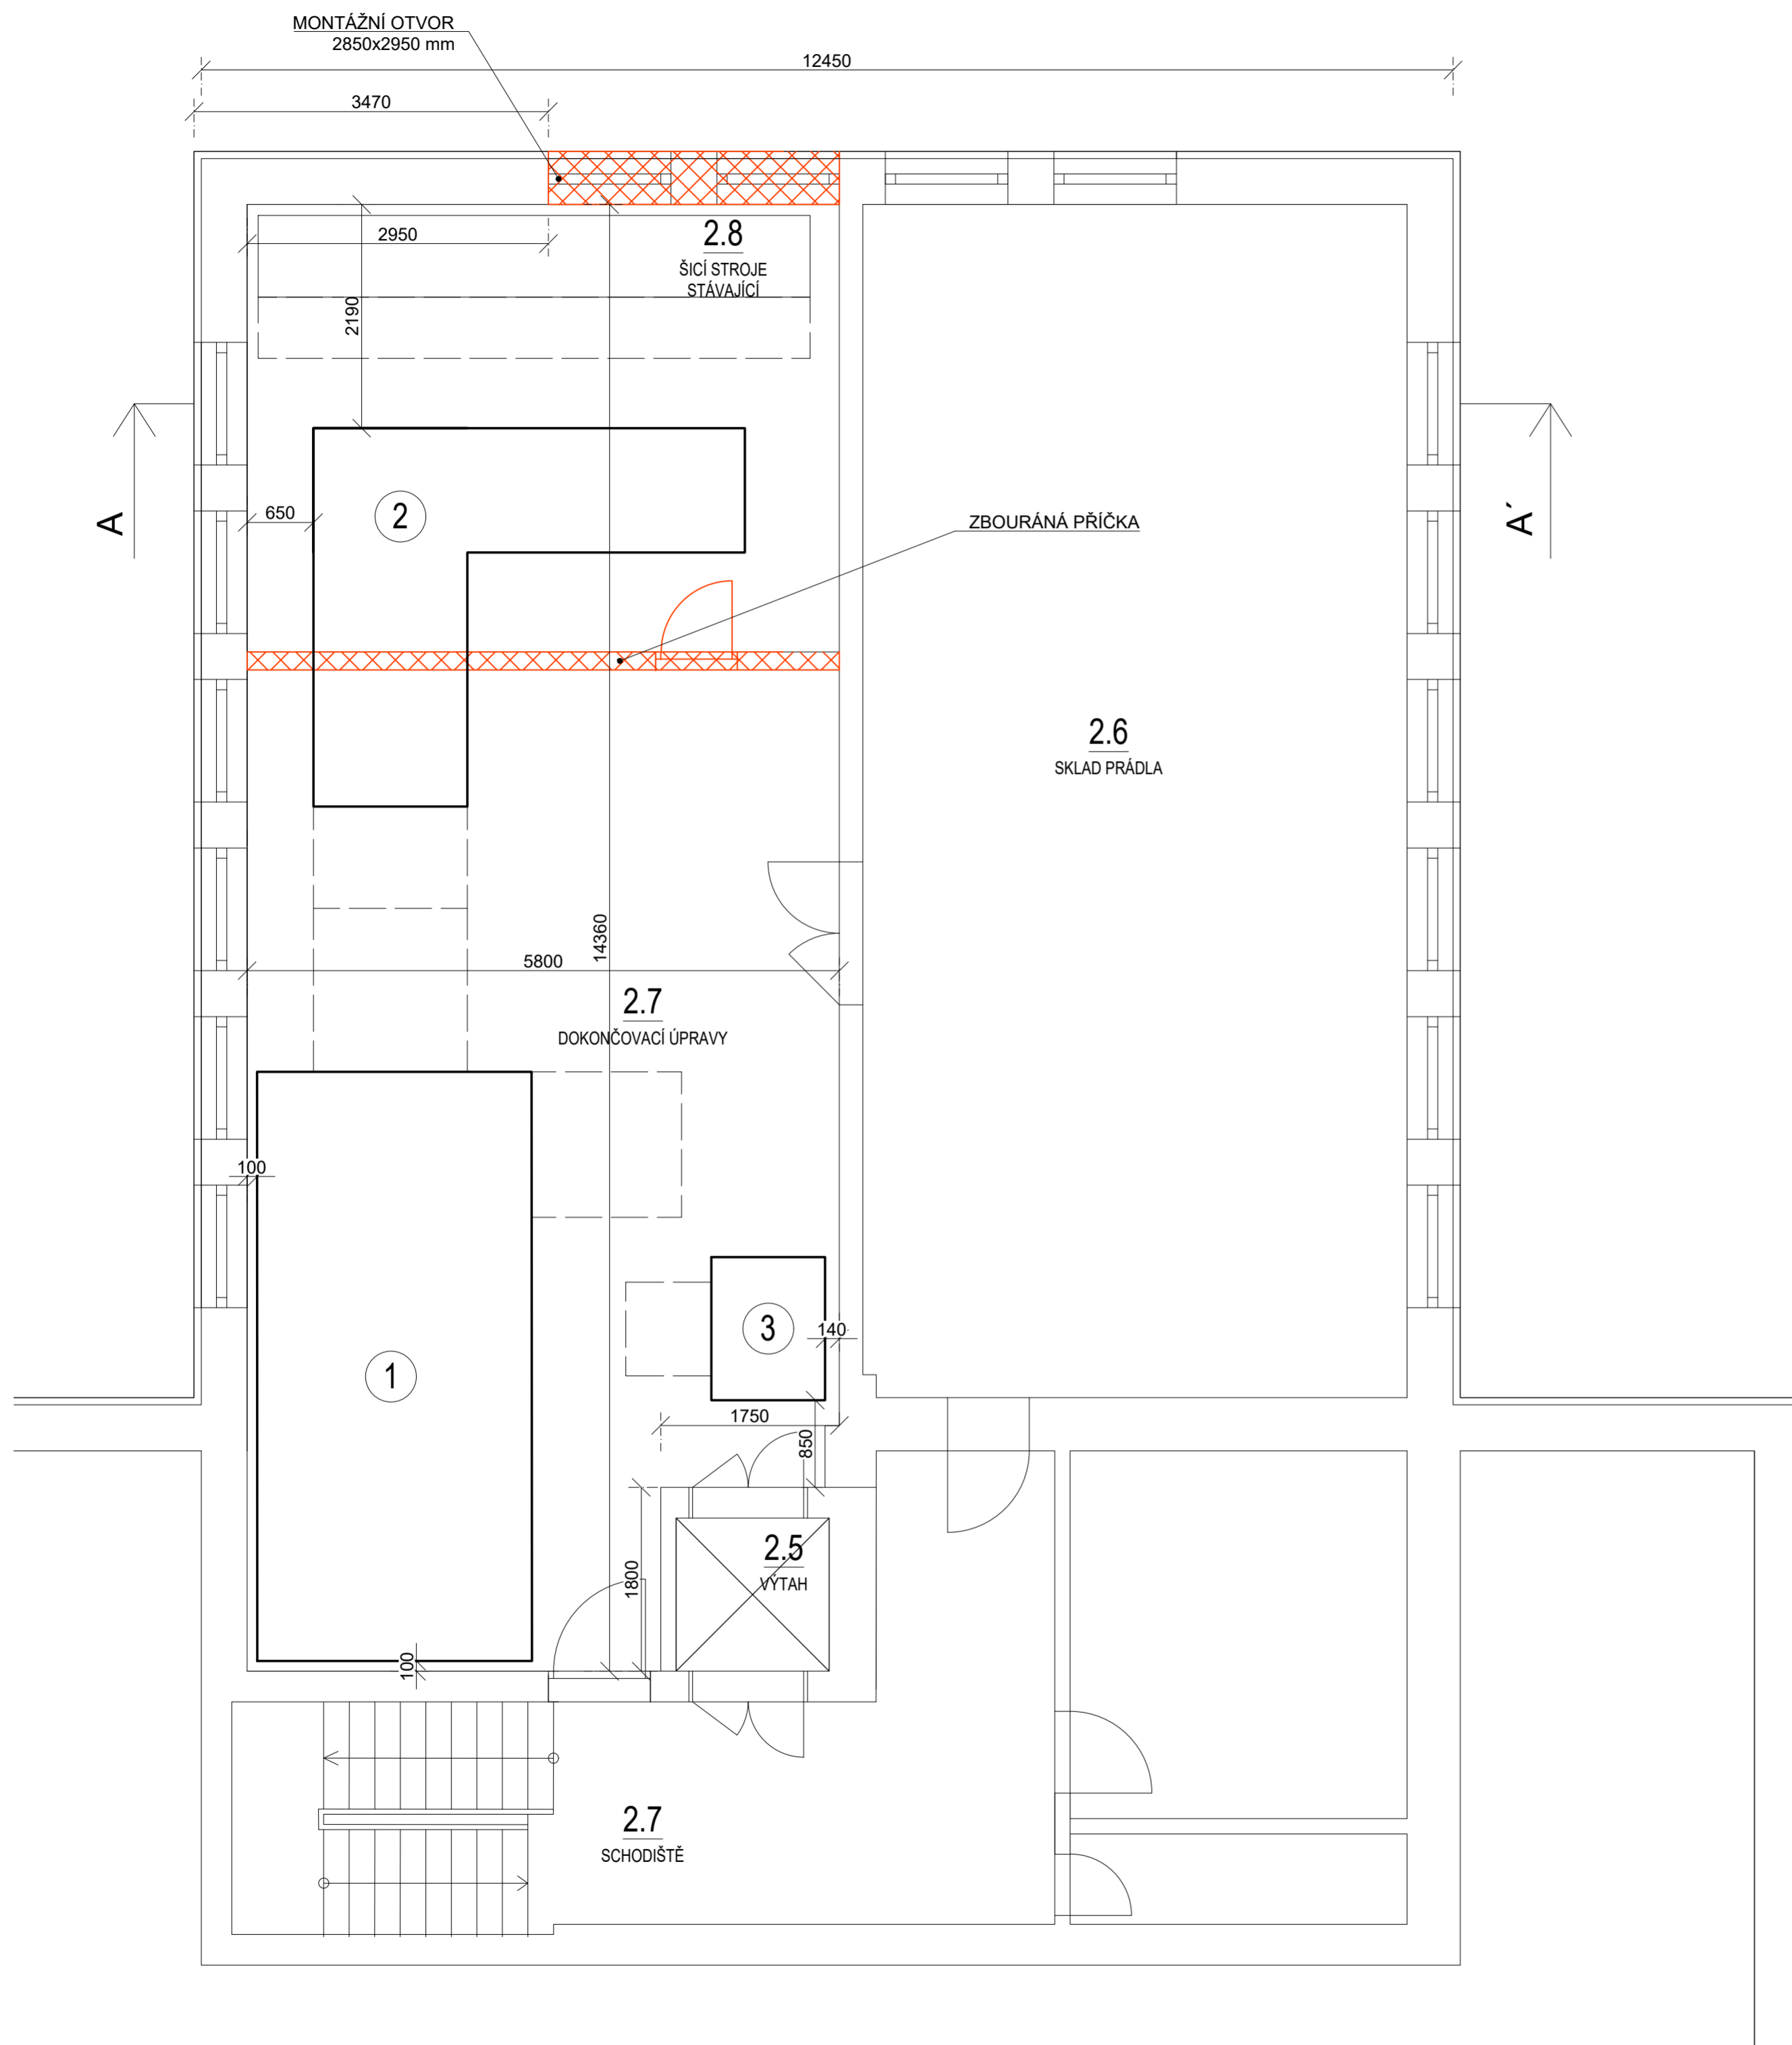 MONTÁŽNÍ OTVOR
2850x2950 mm
12450
3470
2950
2.8
ŠICÍ STROJE
STÁVAJÍCÍ
2190
A
650
2
ZBOURÁNÁ PŘÍČKA
A´
2.6
SKLAD PRÁDLA
14360
5800
2.7
DOKONČOVACÍ ÚPRAVY
100
3
140
1
1750
850
2.5
VÝTAH
1800
100
2.7
SCHODIŠTĚ